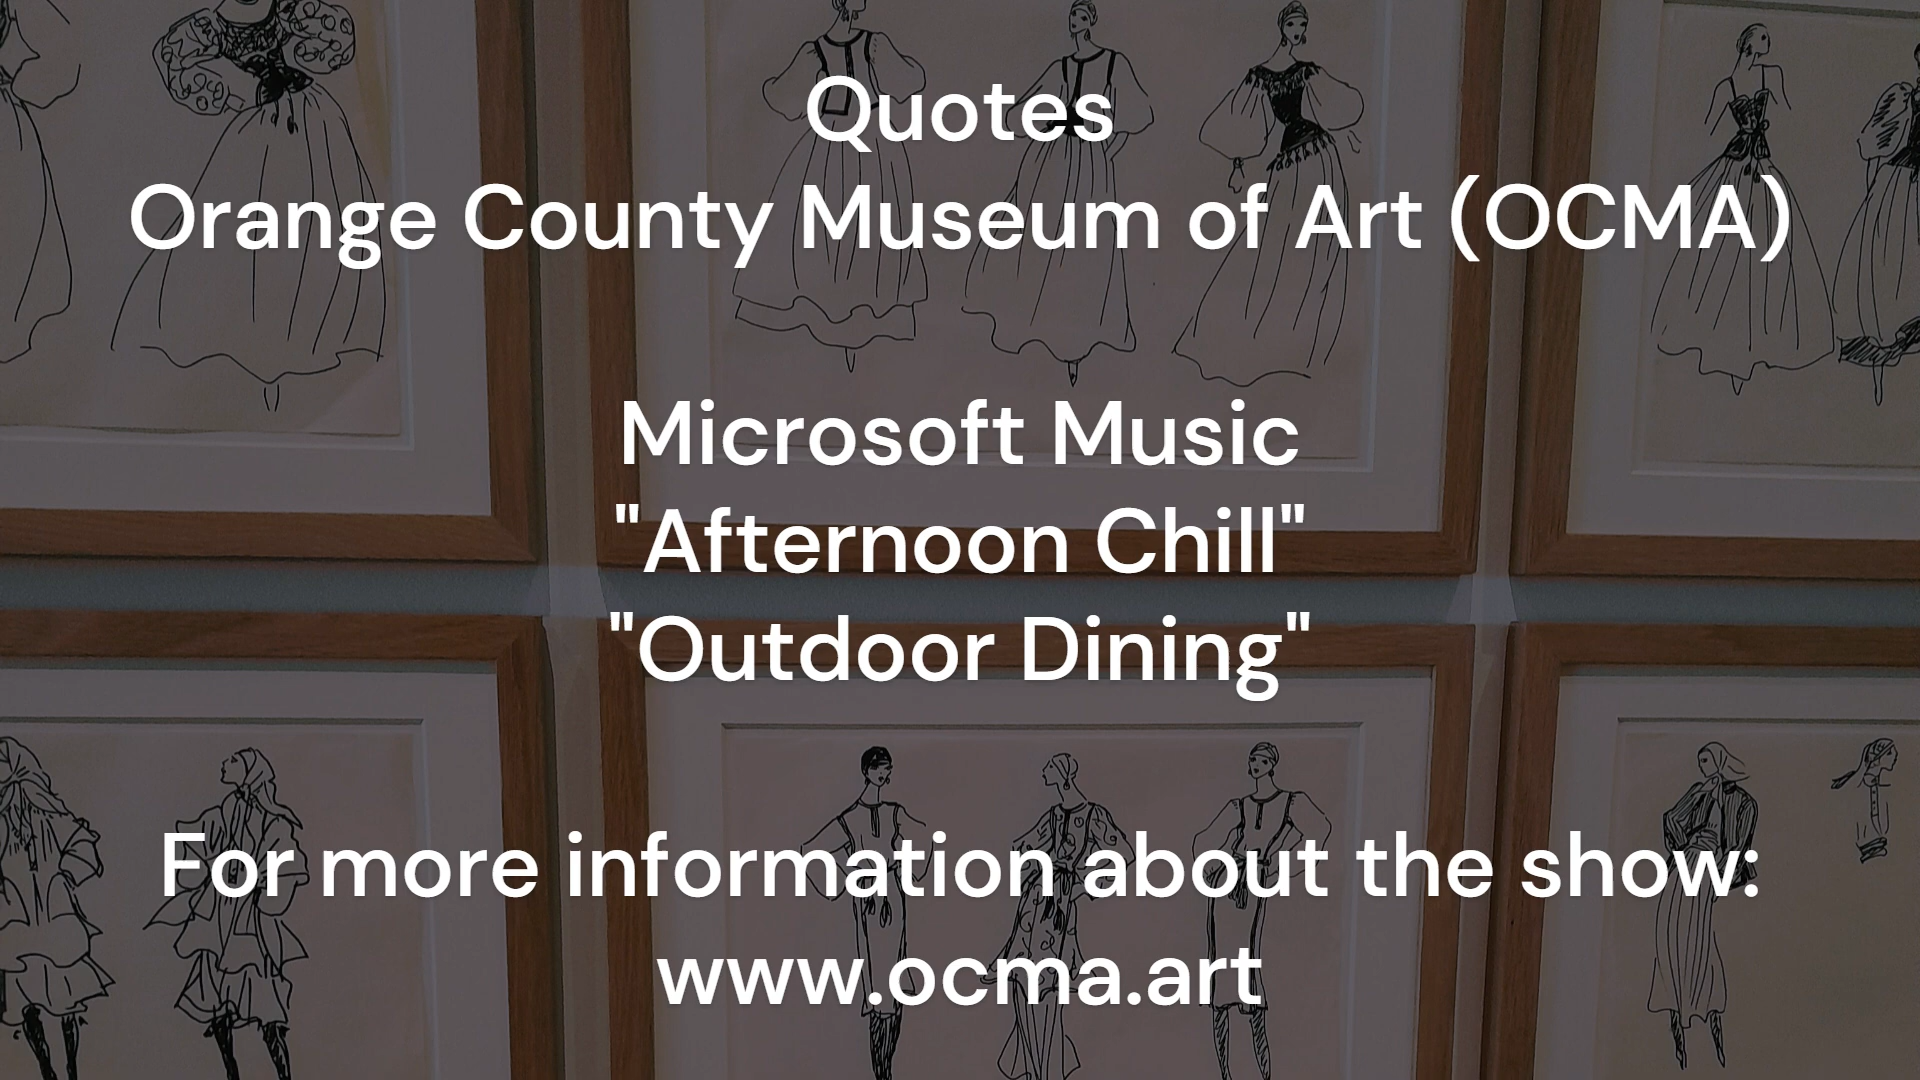 Quotes
Orange County Museum of Art (OCMA)
Microsoft Music
"Afternoon Chill"
"Outdoor Dining"
For more information about the show:
www.ocma.art